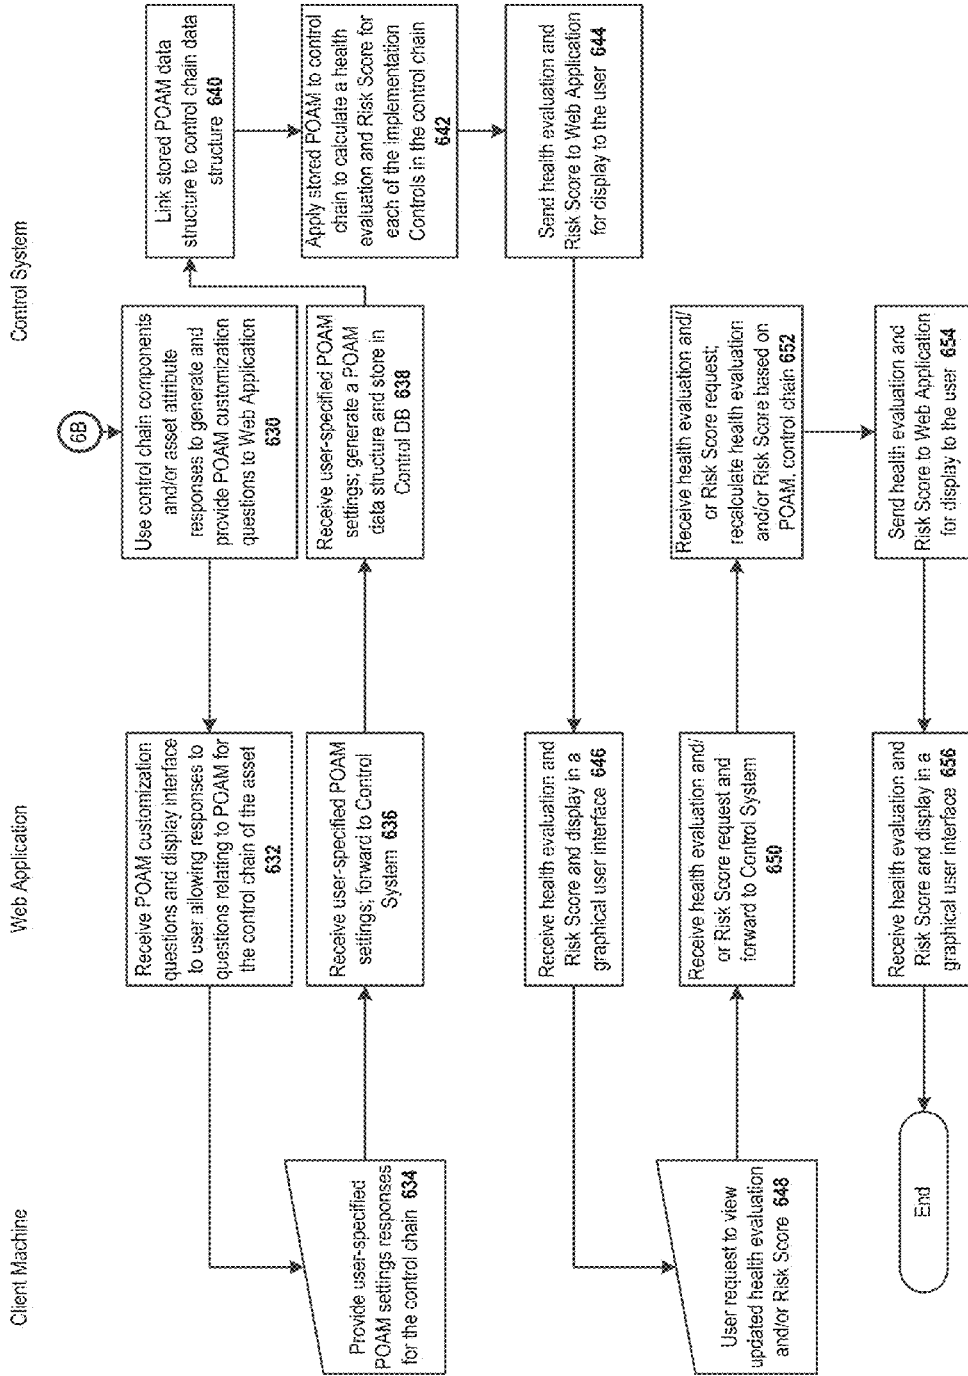 Client Machine
Web Application
Control System
6B
Use control chain components
and/or asset attribute
responses to generate and
provide POAM customization
questions to Web Application
630
Receive POAM customization
questions and display interface
to user allowing responses to
questions relating to POAM for
the control chain of the asset
632
Provide user-specified
POAM settings responses
for the control chain 634
Receive user-specified POAM
settings; forward to Control
System 636
Receive user-specified POAM
settings; generate a POAM
data structure and store in
Control DB 638
Link stored POAM data
structure to control chain data
structure 640
Apply stored POAM to control
chain to calculate a health
evaluation and Risk Score for
each of the implementation
Controls in the control chain
642
Send health evaluation and
Risk Score to Web Application
for display to the user 644
Receive health evaluation and
Risk Score and display in a
graphical user interface 646
User request to view
updated health evaluation
and/or Risk Score 648
Receive health evaluation and/
or Risk Score request and
forward to Control System
650
Receive health evaluation and/
or Risk Score request;
recalculate health evaluation
and/or Risk Score based on
POAM, control chain 652
Send health evaluation and
Risk Score to Web Application
for display to the user 654
Receive health evaluation and
Risk Score and display in a
graphical user interface 656
End